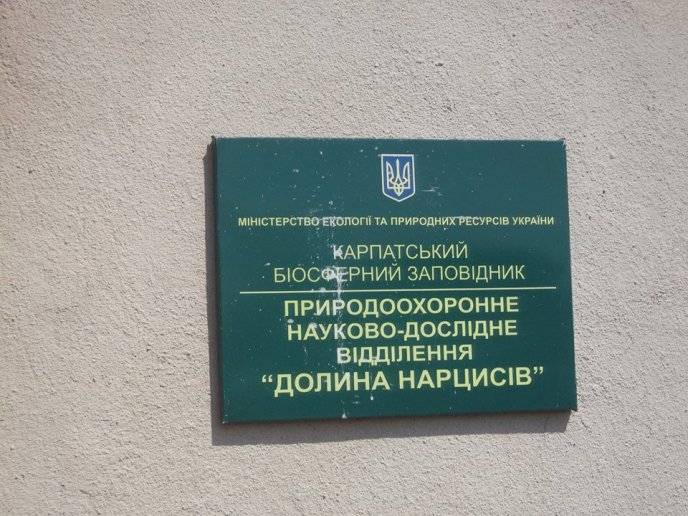 МІНІСТЕРСТВО ЕКОЛОГІЇ ТА ПРИРОДНИХ РЕСУРСІВ УКРАЇНИ
КАРПАТСЬКИЙ
БІОСФЕРНИЙ ЗАПОВІДНИК
ПРИРОДООХОРОННЕ
НАУКОВО-ДОСЛІДНЕ
ВІДДІЛЕННЯ
“ДОЛИНА НАРЦИСІВ”